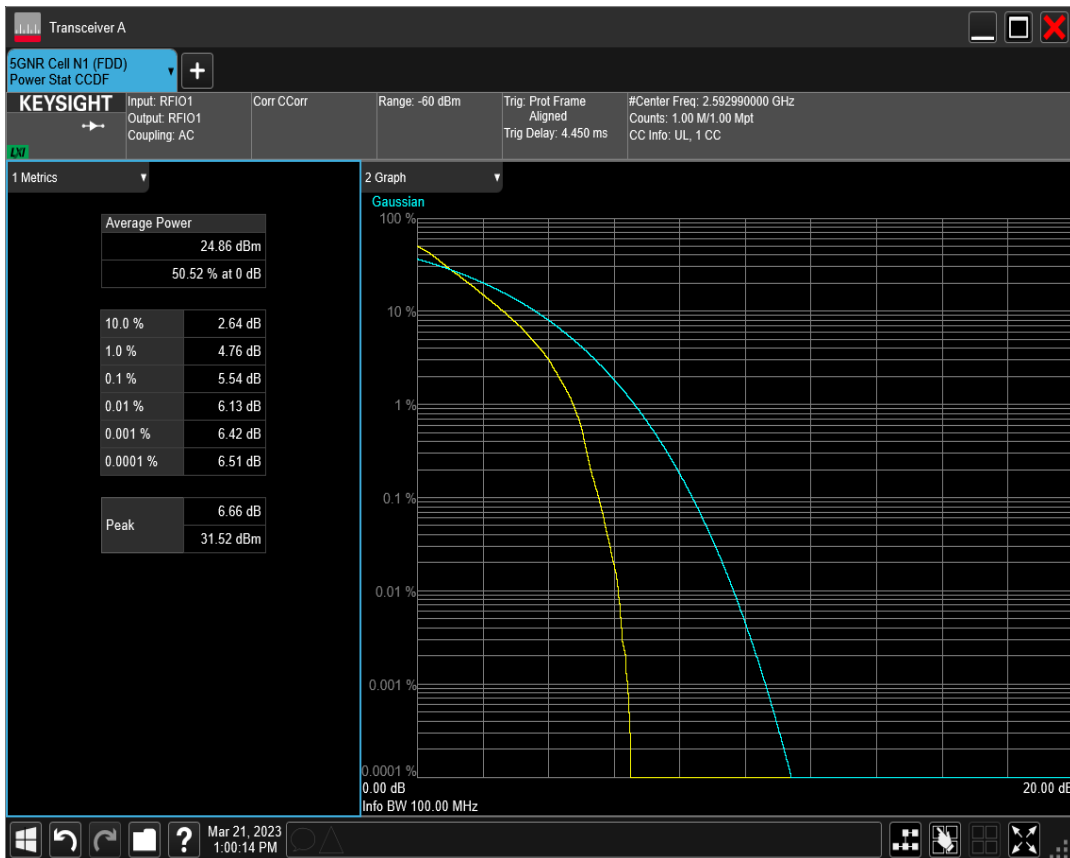 Transceiver A
5GNR Cell N1 (FDD)
Power Stat CCDF
KEYSIGHT
LXI
Input: RFIO1
Output: RFIO1
Coupling: AC
Corr CCorr
Range: -60 dBm
Trig: Prot Frame
Aligned
Trig Delay: 4.450 ms
#Center Freq: 2.592990000 GHz
Counts: 1.00 M/1.00 Mpt
CC Info: UL, 1 CC
1 Metrics
Average Power
24.86 dBm
50.52 % at 0 dB
10.0 % 2.64 dB
1.0 % 4.76 dB
0.1 % 5.54 dB
0.01 % 6.13 dB
0.001 % 6.42 dB
0.0001 % 6.51 dB
Peak
6.66 dB
31.52 dBm
2 Graph
Gaussian
100 %
10 %
1 %
0.1 %
0.01 %
0.001 %
0.0001 %
0.00 dB 20.00 dB
Info BW 100.00 MHz
Mar 21, 2023
1:00:14 PM